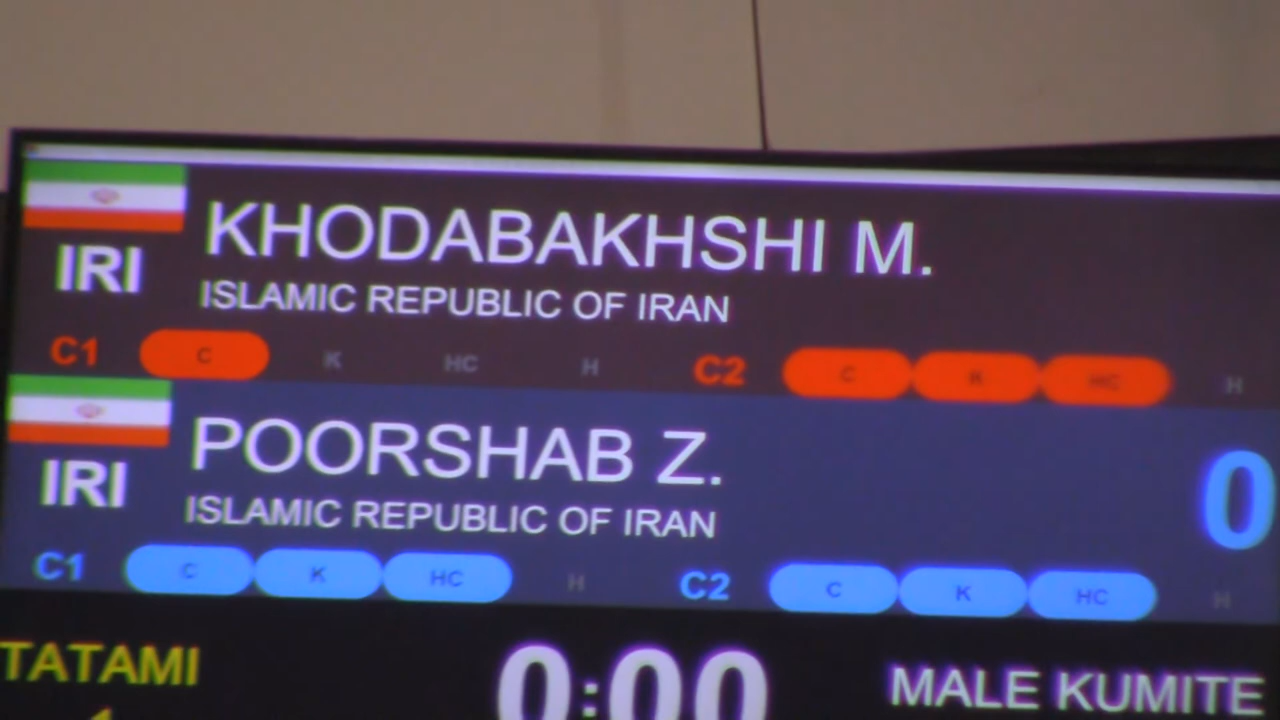 KHODABAKHSHI M.
IRI
ISLAMIC REPUBLIC OF IRAN
C1 C K HC H C2 C K HC H
POORSHAB Z.
0
IRI
ISLAMIC REPUBLIC OF IRAN
C1 C K HC H C2 C K HC H
TATAMI
0:00
MALE KUMITE